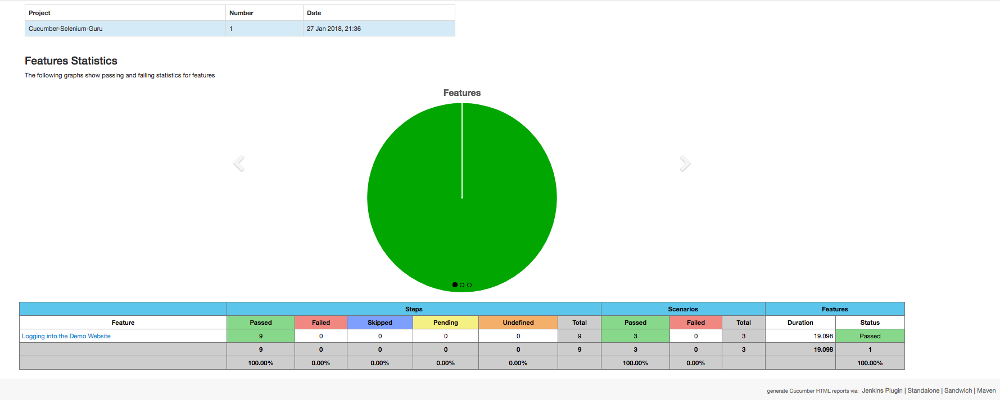 Project Number Date
Cucumber-Selenium-Guru 1 27 Jan 2018, 21:36
Features Statistics
The following graphs show passing and failing statistics for features
Features
Steps Scenarios Features
Feature Passed Failed Skipped Pending Undefined Total Passed Failed Total Duration Status
Logging into the Demo Website 9 0 0 0 0 9 3 0 3 19.098 Passed
9 0 0 0 0 9 3 0 3 19.098 1
100.00% 0.00% 0.00% 0.00% 0.00% 100.00% 0.00% 100.00%
generate Cucumber HTML reports via: Jenkins Plugin | Standalone | Sandwich | Maven